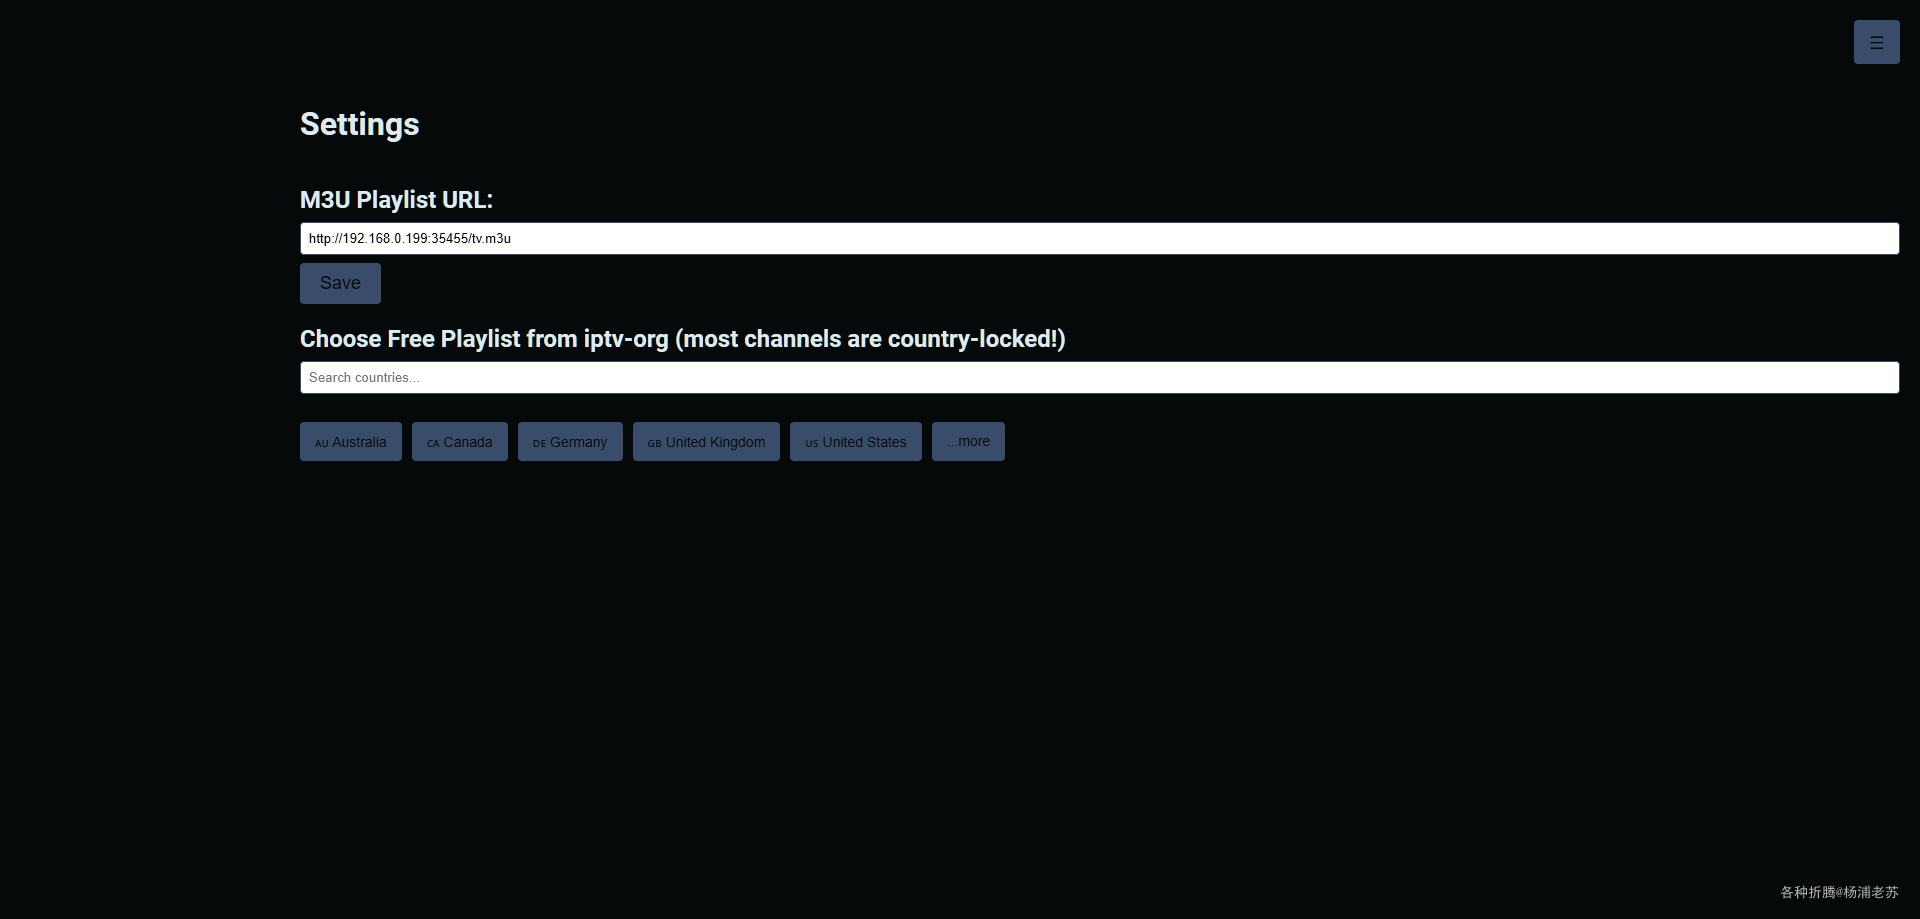 ☰
Settings
M3U Playlist URL:
http://192.168.0.199:35455/tv.m3u
Save
Choose Free Playlist from iptv-org (most channels are country-locked!)
Search countries...
AU Australia CA Canada DE Germany GB United Kingdom US United States ...more
各种折腾@杨浦老苏